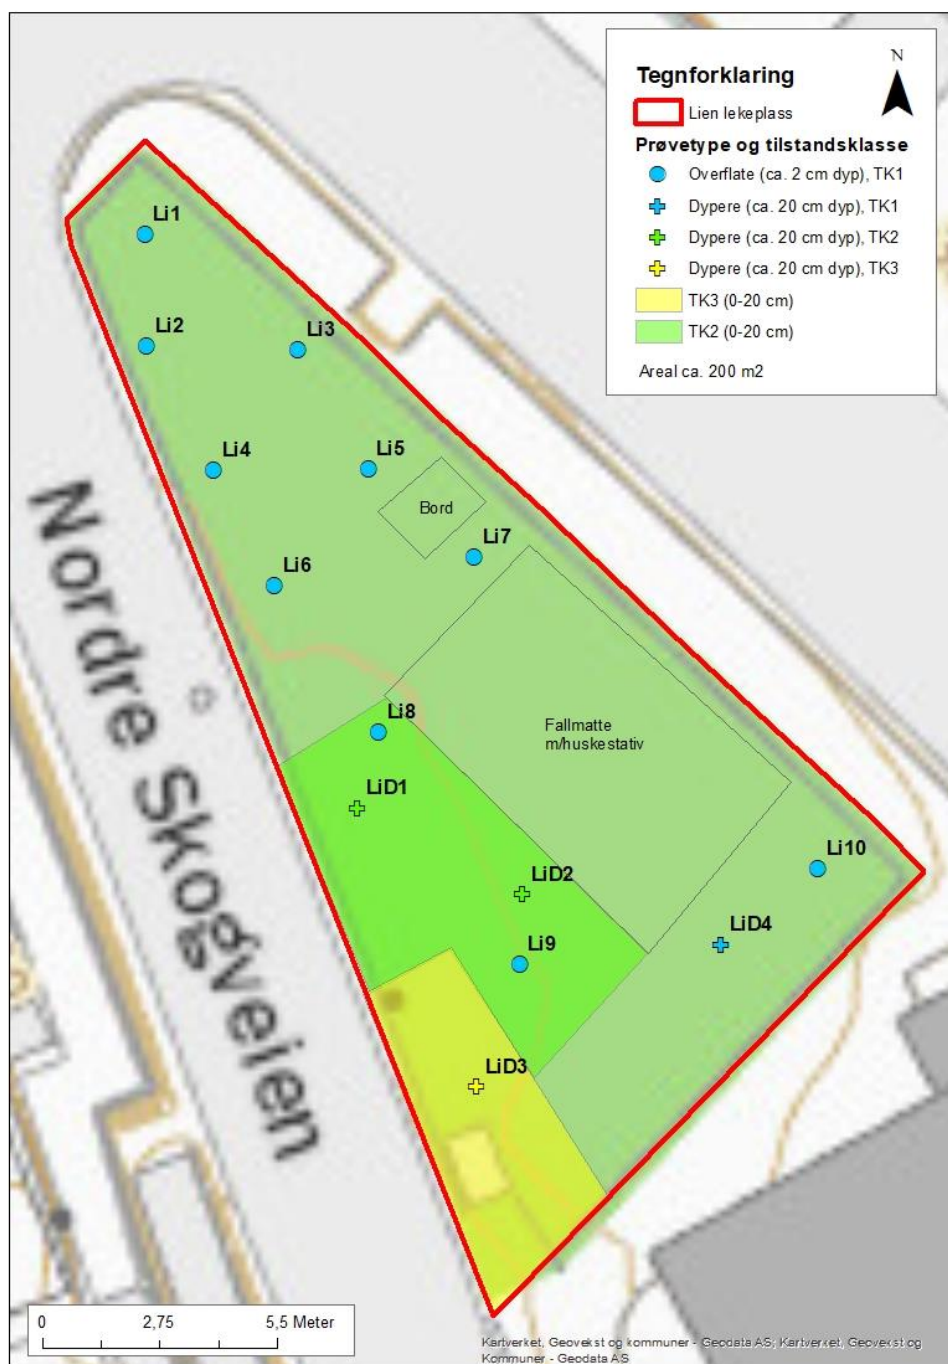 Tegnforklaring
N
Lien lekeplass
Prøvetype og tilstandsklasse
Overflate (ca. 2 cm dyp), TK1
Dypere (ca. 20 cm dyp), TK1
Dypere (ca. 20 cm dyp), TK2
Dypere (ca. 20 cm dyp), TK3
TK3 (0-20 cm)
TK2 (0-20 cm)
Areal ca. 200 m2
Li1
Li2
Li3
Li4
Li5
Bord
Li7
Li6
Nordre Skogveien
Li8
Fallmatte
m/huskestativ
LiD1
Li10
LiD2
LiD4
Li9
LiD3
0 2,75 5,5 Meter
Kartverket, Geovekst og kommuner - Geodata AS; Kartverket, Geovekst og
Kommuner - Geodata AS